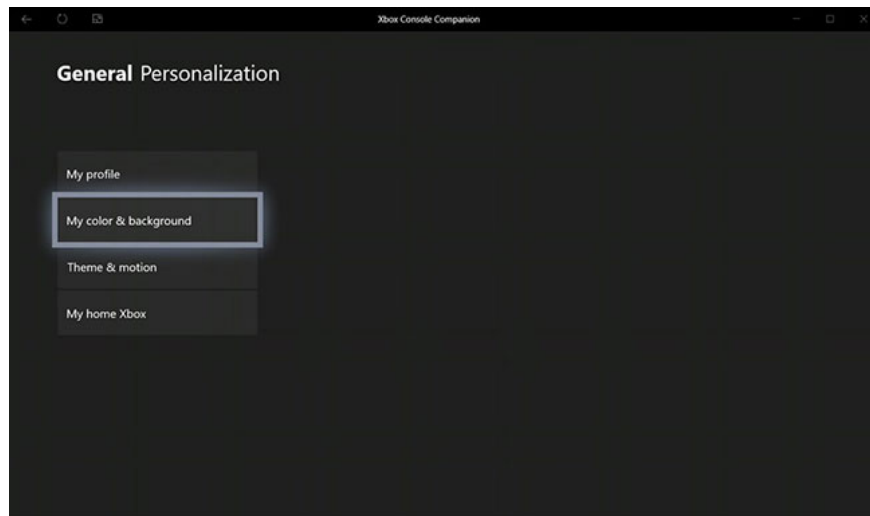 Xbox Console Companion
General Personalization
My profile
My color & background
Theme & motion
My home Xbox